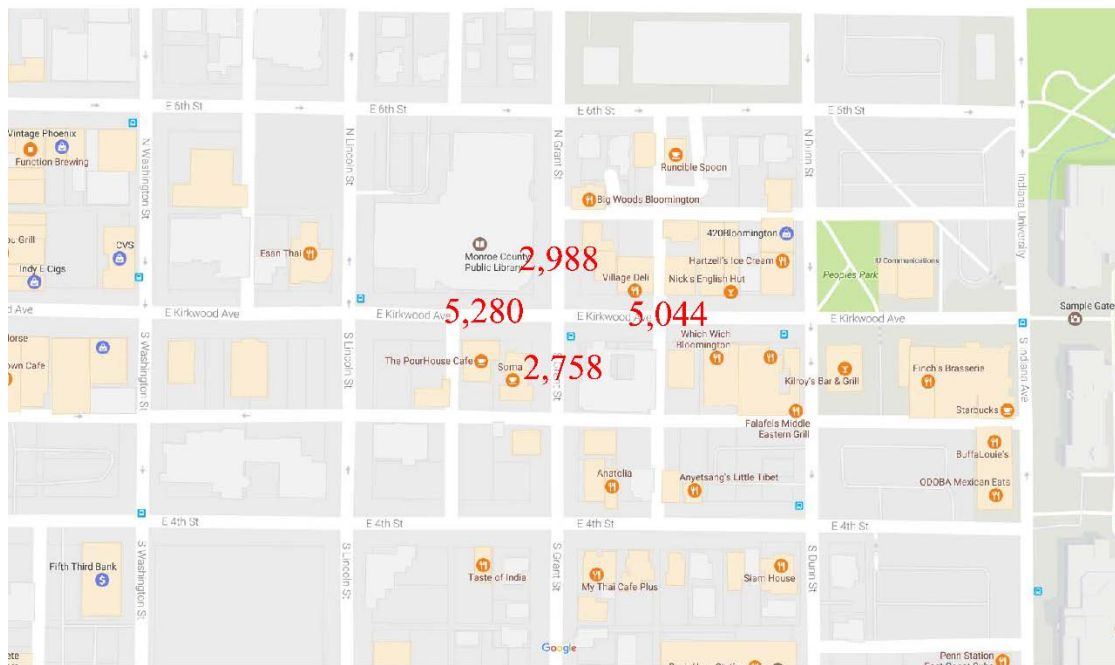 E 6th St
E 6th St
E 6th St
E 5th St
Vintage Phoenix
Function Brewing
N Washington St
N Lincoln St
N Grant St
N Dunn St
Indiana University
Runcible Spoon
Big Woods Bloomington
Grill
CVS
Indy E Cigs
Esan Thai
Monroe County
Public Library
2,988
Village Deli
420Bloomington
Hartzell's Ice Cream
Nick's English Hut
Peoples Park
IU Communications
Sample Gate
d Ave
E Kirkwood Ave
E Kirkwood Ave
5,280
E Kirkwood Ave
5,044
E Kirkwood Ave
S Washington St
S Lincoln St
The PourHouse Cafe
Soma
2,758
Which Wich
Bloomington
Kilroy's Bar & Grill
Finch's Brasserie
S Indiana Ave
Starbucks
Falafels Middle
Eastern Grill
BuffaLouie's
QDOBA Mexican Eats
Anatolia
Anyetsang's Little Tibet
E 4th St
E 4th St
E 4th St
E 4th St
Fifth Third Bank
S Washington St
S Lincoln St
Taste of India
S Grant St
My Thai Cafe Plus
Siam House
S Dunn St
Google
Penn Station